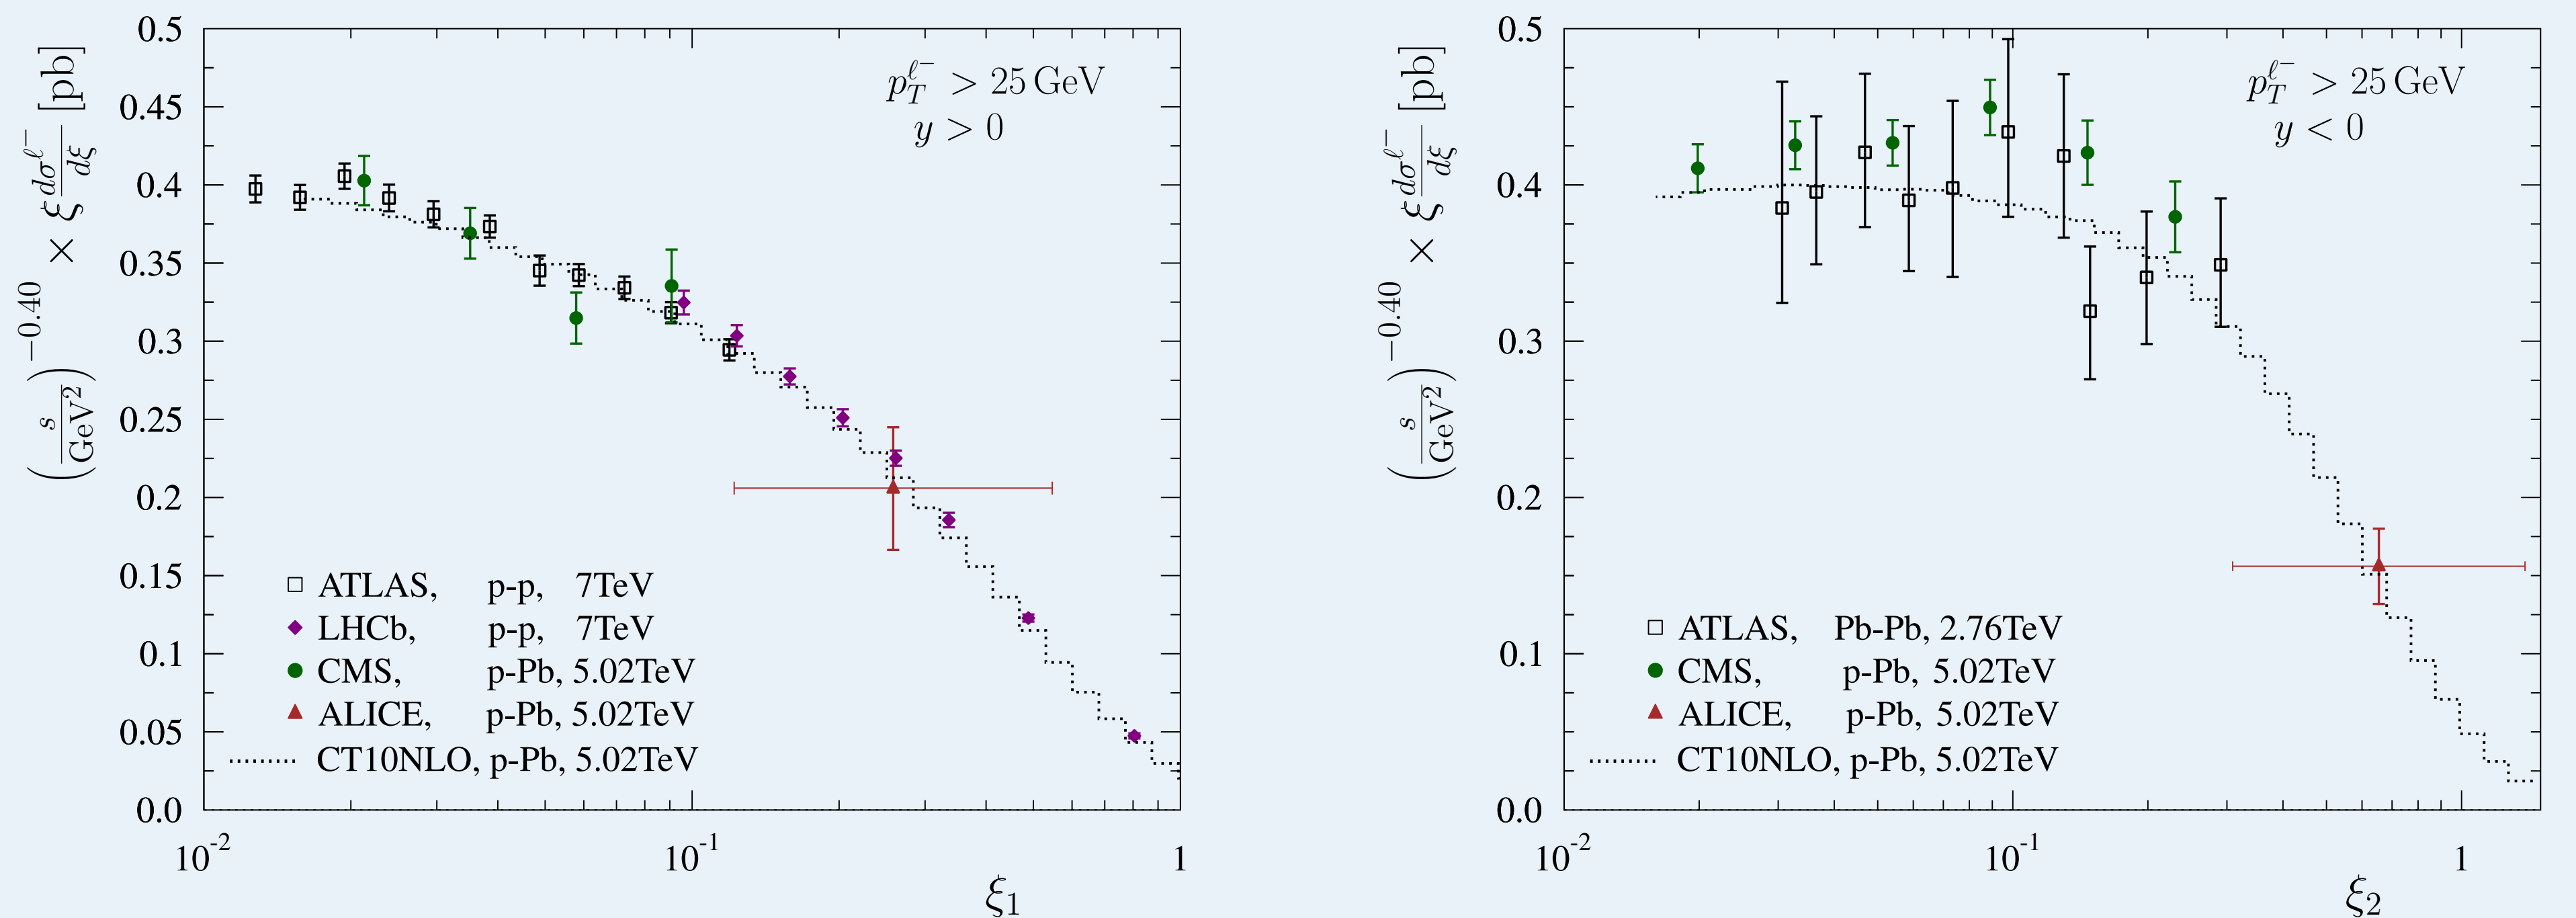 0.5
0.45
0.4
0.35
0.3
0.25
0.2
0.15
0.1
0.05
0.0
(s/GeV²)^−0.40 × ξ dσ^ℓ⁻/dξ [pb]
p_T^ℓ⁻ > 25 GeV
y > 0
ATLAS, p-p, 7TeV
LHCb, p-p, 7TeV
CMS, p-Pb, 5.02TeV
ALICE, p-Pb, 5.02TeV
CT10NLO, p-Pb, 5.02TeV
10⁻² 10⁻¹ 1
ξ₁
0.5
0.4
0.3
0.2
0.1
0.0
(s/GeV²)^−0.40 × ξ dσ^ℓ⁻/dξ [pb]
p_T^ℓ⁻ > 25 GeV
y < 0
ATLAS, Pb-Pb, 2.76TeV
CMS, p-Pb, 5.02TeV
ALICE, p-Pb, 5.02TeV
CT10NLO, p-Pb, 5.02TeV
10⁻² 10⁻¹ 1
ξ₂